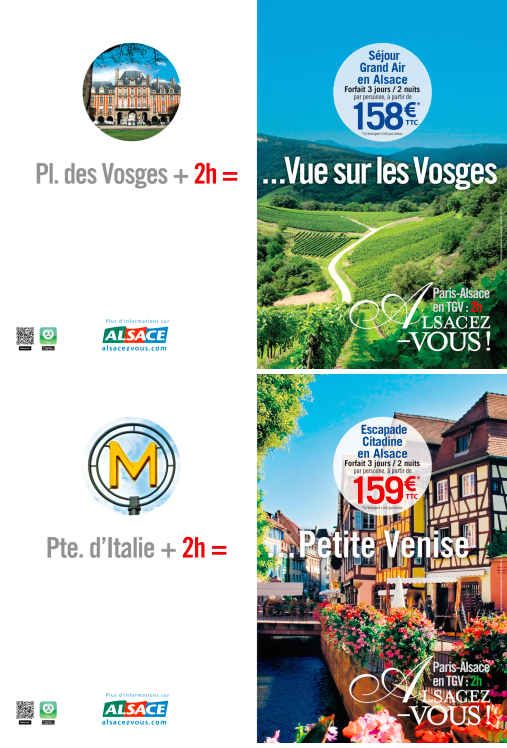 Séjour
Grand Air
en Alsace
Forfait 3 jours / 2 nuits
par personne, à partir de
158€*
TTC
Pl. des Vosges + 2h =
...Vue sur les Vosges
Paris-Alsace
en TGV : 2h
ALSACEZ
-VOUS!
Plus d'informations sur
ALSACE
alsacezvous.com
Escapade
Citadine
en Alsace
Forfait 3 jours / 2 nuits
par personne, à partir de
159€*
TTC
M
Pte. d'Italie + 2h =
...Petite Venise
Paris-Alsace
en TGV : 2h
ALSACEZ
-VOUS!
Plus d'informations sur
ALSACE
alsacezvous.com